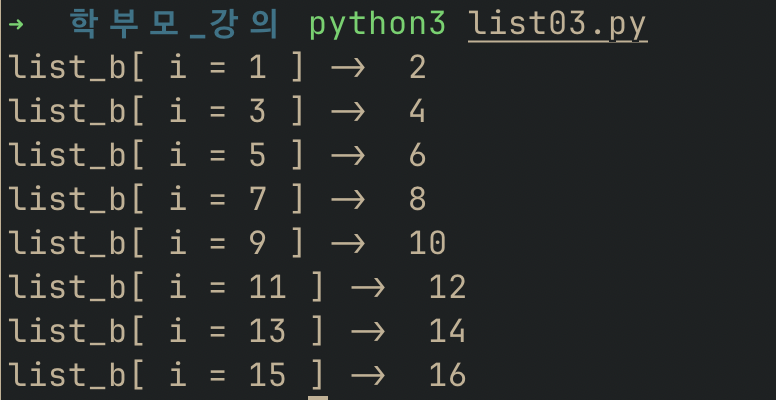 → 학부모_강의 python3 list03.py
list_b[ i = 1 ] ->  2
list_b[ i = 3 ] ->  4
list_b[ i = 5 ] ->  6
list_b[ i = 7 ] ->  8
list_b[ i = 9 ] ->  10
list_b[ i = 11 ] ->  12
list_b[ i = 13 ] ->  14
list_b[ i = 15 ] ->  16